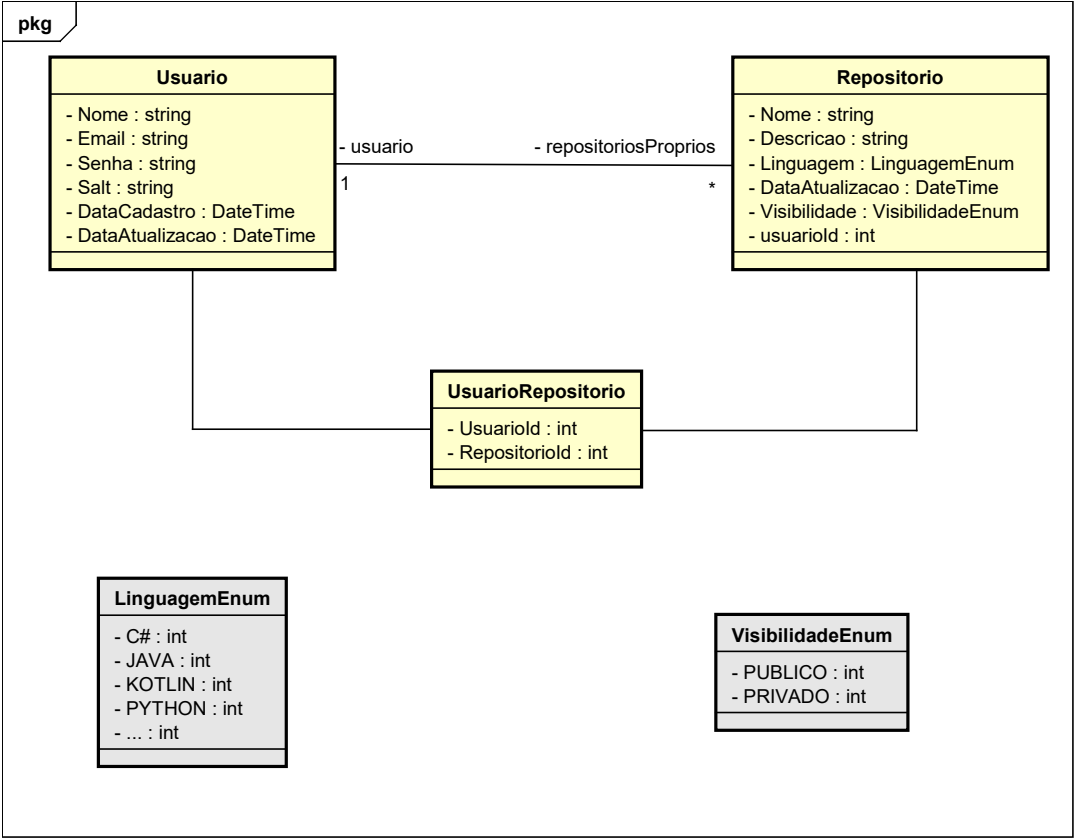 pkg
Usuario
- Nome : string
- Email : string
- Senha : string
- Salt : string
- DataCadastro : DateTime
- DataAtualizacao : DateTime
- usuario
1
- repositoriosProprios
*
Repositorio
- Nome : string
- Descricao : string
- Linguagem : LinguagemEnum
- DataAtualizacao : DateTime
- Visibilidade : VisibilidadeEnum
- usuarioId : int
UsuarioRepositorio
- UsuarioId : int
- RepositorioId : int
LinguagemEnum
- C# : int
- JAVA : int
- KOTLIN : int
- PYTHON : int
- ... : int
VisibilidadeEnum
- PUBLICO : int
- PRIVADO : int